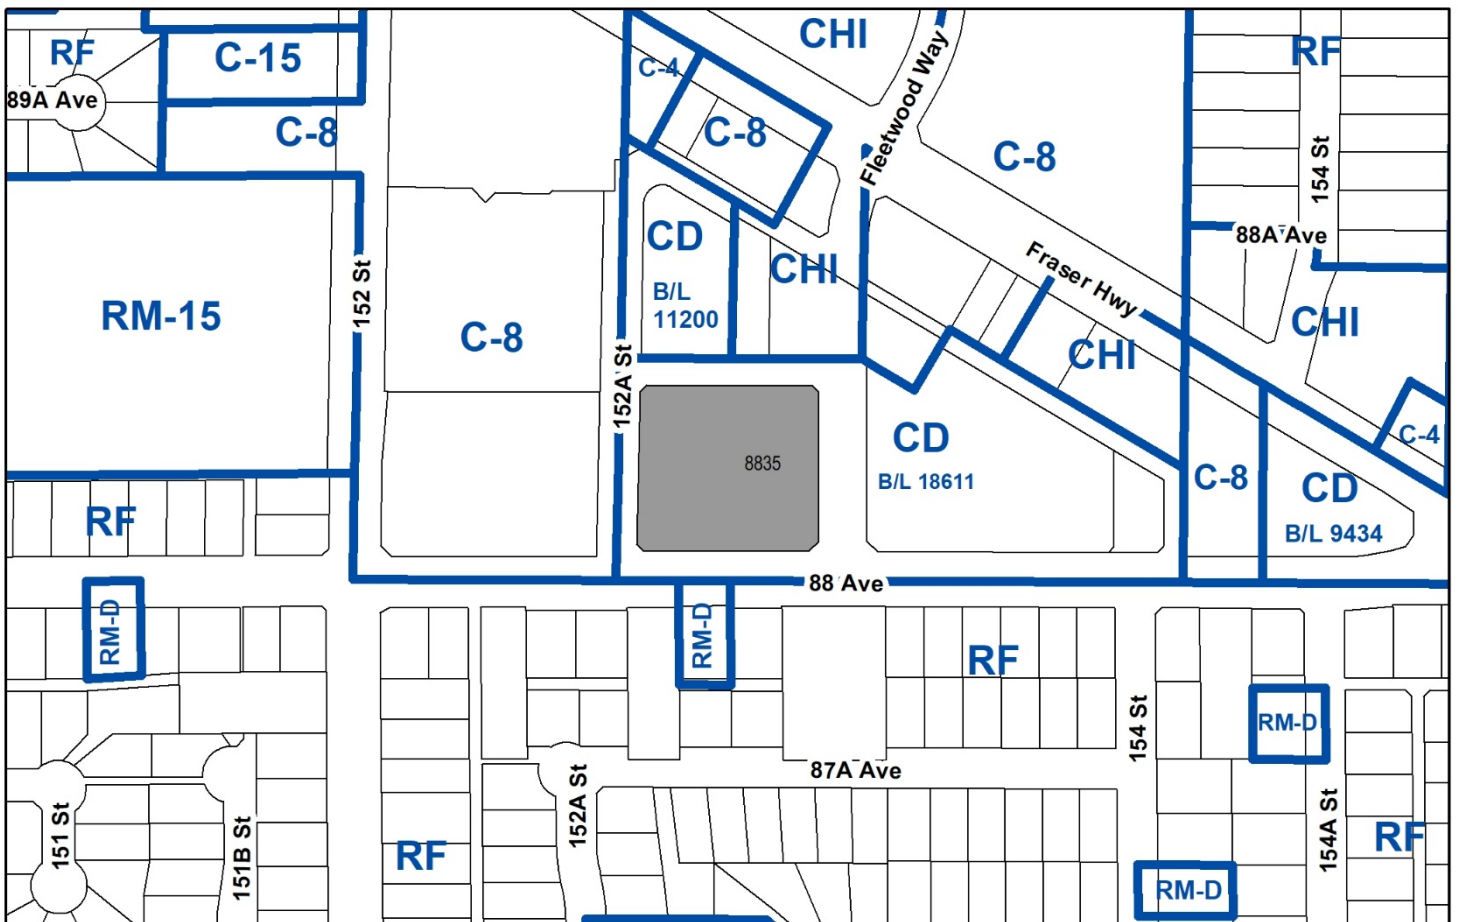 CHI
RF
C-15
RF
C-4
89A Ave
C-8
C-8
Fleetwood Way
C-8
154 St
CD
88A Ave
CHI
Fraser Hwy
B/L
11200
152 St
RM-15
C-8
CHI
CHI
152A St
CD
C-4
8835
B/L 18611
C-8
CD
RF
B/L 9434
88 Ave
RM-D
RM-D
RF
154 St
RM-D
87A Ave
152A St
151 St
151B St
RF
154A St
RF
RM-D